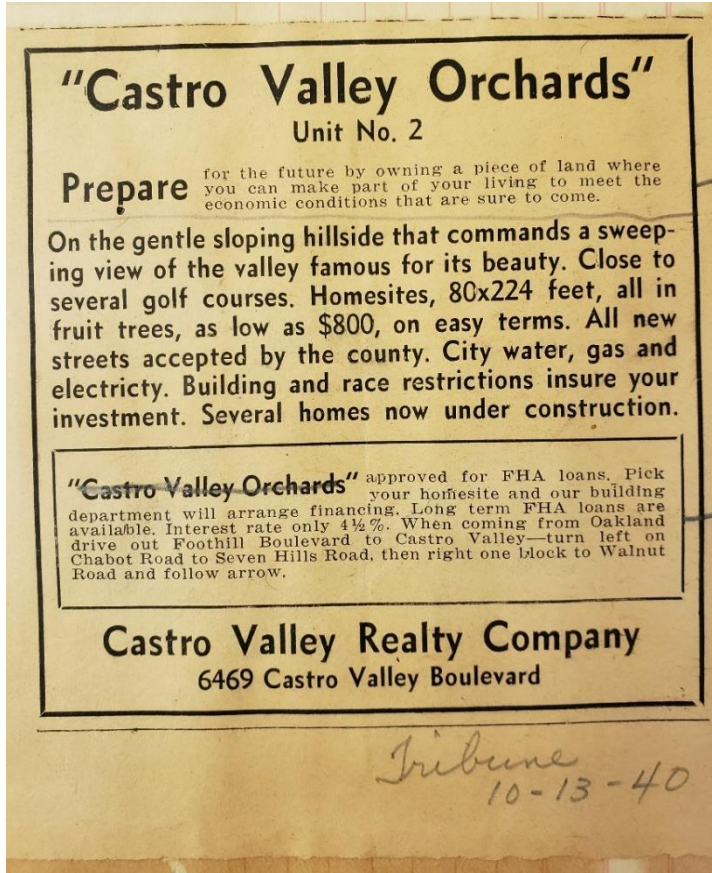 "Castro Valley Orchards"
Unit No. 2
Prepare for the future by owning a piece of land where
you can make part of your living to meet the
economic conditions that are sure to come.
On the gentle sloping hillside that commands a sweep-
ing view of the valley famous for its beauty. Close to
several golf courses. Homesites, 80x224 feet, all in
fruit trees, as low as $800, on easy terms. All new
streets accepted by the county. City water, gas and
electricty. Building and race restrictions insure your
investment. Several homes now under construction.
"Castro Valley Orchards" approved for FHA loans. Pick
your homesite and our building
department will arrange financing. Long term FHA loans are
available. Interest rate only 4½%. When coming from Oakland
drive out Foothill Boulevard to Castro Valley—turn left on
Chabot Road to Seven Hills Road, then right one block to Walnut
Road and follow arrow.
Castro Valley Realty Company
6469 Castro Valley Boulevard
Tribune
10-13-40